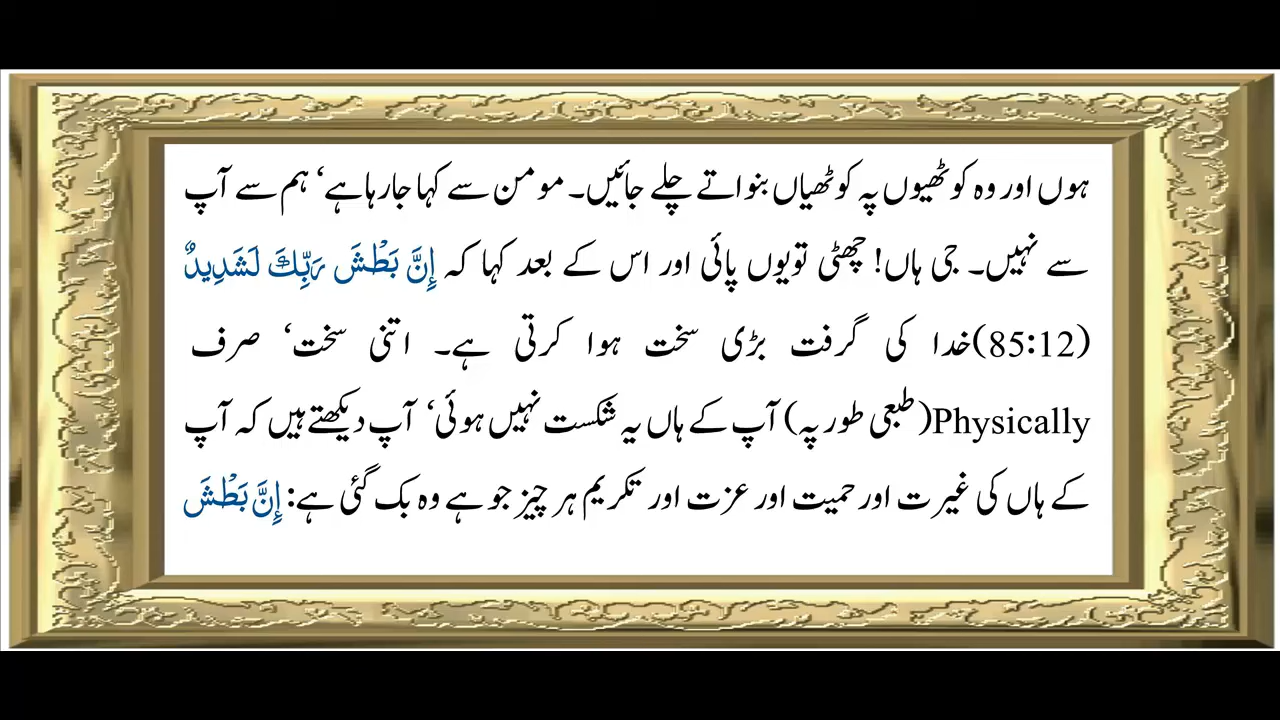 ہوں اور وہ کوٹھیوں پہ کوٹھیاں بنواتے چلے جائیں۔ مومن سے کہا جارہا ہے‘ ہم سے آپ
سے نہیں۔ جی ہاں! چھٹی تویوں پائی اور اس کے بعد کہا کہ إِنَّ بَطْشَ رَبِّكَ لَشَدِيدٌ
(85:12)خدا کی گرفت بڑی سخت ہوا کرتی ہے۔ اتنی سخت‘ صرف
Physically(طبعی طور پہ) آپ کے ہاں یہ شکست نہیں ہوئی‘ آپ دیکھتے ہیں کہ آپ
کے ہاں کی غیرت اور حمیت اور عزت اور تکریم ہر چیز جو ہے وہ بک گئی ہے: إِنَّ بَطْشَ